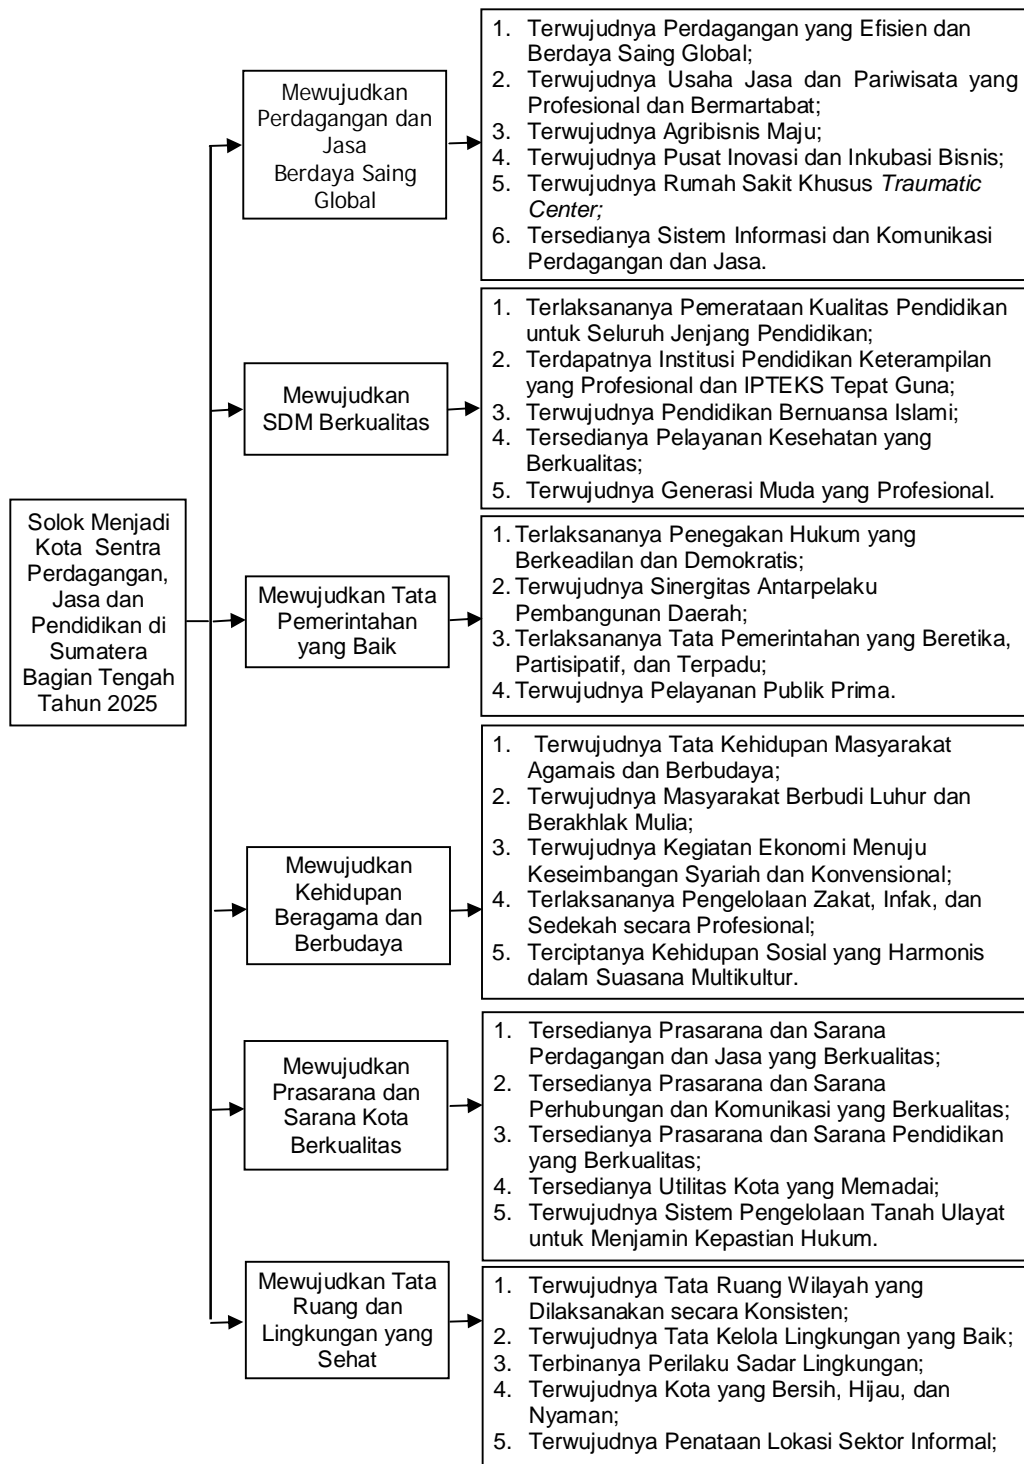 Solok Menjadi
Kota Sentra
Perdagangan,
Jasa dan
Pendidikan di
Sumatera
Bagian Tengah
Tahun 2025
Mewujudkan
Perdagangan dan
Jasa
Berdaya Saing
Global
1. Terwujudnya Perdagangan yang Efisien dan
Berdaya Saing Global;
2. Terwujudnya Usaha Jasa dan Pariwisata yang
Profesional dan Bermartabat;
3. Terwujudnya Agribisnis Maju;
4. Terwujudnya Pusat Inovasi dan Inkubasi Bisnis;
5. Terwujudnya Rumah Sakit Khusus Traumatic
Center;
6. Tersedianya Sistem Informasi dan Komunikasi
Perdagangan dan Jasa.
Mewujudkan
SDM Berkualitas
1. Terlaksananya Pemerataan Kualitas Pendidikan
untuk Seluruh Jenjang Pendidikan;
2. Terdapatnya Institusi Pendidikan Keterampilan
yang Profesional dan IPTEKS Tepat Guna;
3. Terwujudnya Pendidikan Bernuansa Islami;
4. Tersedianya Pelayanan Kesehatan yang
Berkualitas;
5. Terwujudnya Generasi Muda yang Profesional.
Mewujudkan Tata
Pemerintahan
yang Baik
1. Terlaksananya Penegakan Hukum yang
Berkeadilan dan Demokratis;
2. Terwujudnya Sinergitas Antarpelaku
Pembangunan Daerah;
3. Terlaksananya Tata Pemerintahan yang Beretika,
Partisipatif, dan Terpadu;
4. Terwujudnya Pelayanan Publik Prima.
Mewujudkan
Kehidupan
Beragama dan
Berbudaya
1. Terwujudnya Tata Kehidupan Masyarakat
Agamais dan Berbudaya;
2. Terwujudnya Masyarakat Berbudi Luhur dan
Berakhlak Mulia;
3. Terwujudnya Kegiatan Ekonomi Menuju
Keseimbangan Syariah dan Konvensional;
4. Terlaksananya Pengelolaan Zakat, Infak, dan
Sedekah secara Profesional;
5. Terciptanya Kehidupan Sosial yang Harmonis
dalam Suasana Multikultur.
Mewujudkan
Prasarana dan
Sarana Kota
Berkualitas
1. Tersedianya Prasarana dan Sarana
Perdagangan dan Jasa yang Berkualitas;
2. Tersedianya Prasarana dan Sarana
Perhubungan dan Komunikasi yang Berkualitas;
3. Tersedianya Prasarana dan Sarana Pendidikan
yang Berkualitas;
4. Tersedianya Utilitas Kota yang Memadai;
5. Terwujudnya Sistem Pengelolaan Tanah Ulayat
untuk Menjamin Kepastian Hukum.
Mewujudkan Tata
Ruang dan
Lingkungan yang
Sehat
1. Terwujudnya Tata Ruang Wilayah yang
Dilaksanakan secara Konsisten;
2. Terwujudnya Tata Kelola Lingkungan yang Baik;
3. Terbinanya Perilaku Sadar Lingkungan;
4. Terwujudnya Kota yang Bersih, Hijau, dan
Nyaman;
5. Terwujudnya Penataan Lokasi Sektor Informal;